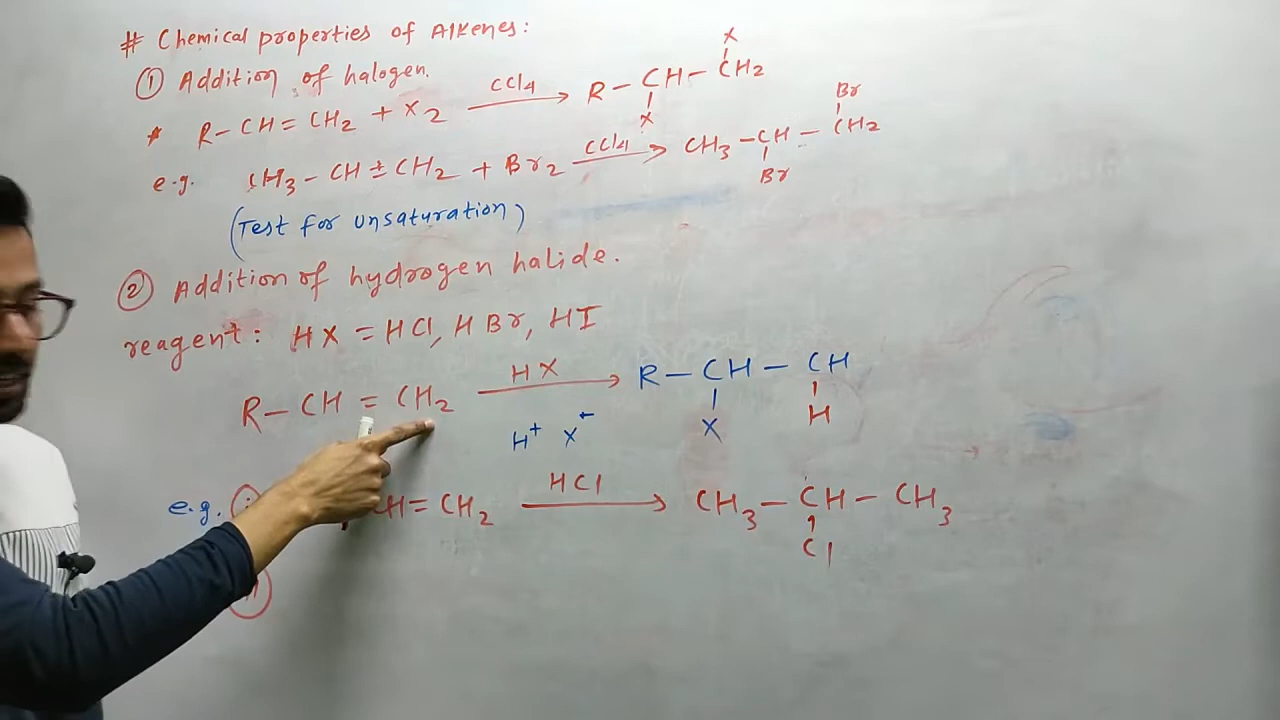 # Chemical properties of Alkenes:
① Addition of halogen.
* R - CH = CH2 + X2 —CCl4→ R - CH(X) - CH2(X)
e.g. CH3 - CH = CH2 + Br2 —CCl4→ CH3 - CH(Br) - CH2(Br)
(Test for unsaturation)
② Addition of hydrogen halide.
reagent: HX = HCl, HBr, HI
R - CH = CH2 —HX→ R - CH(X) - CH(H)
H+ X-
e.g. CH = CH2 —HCl→ CH3 - CH(Cl) - CH3